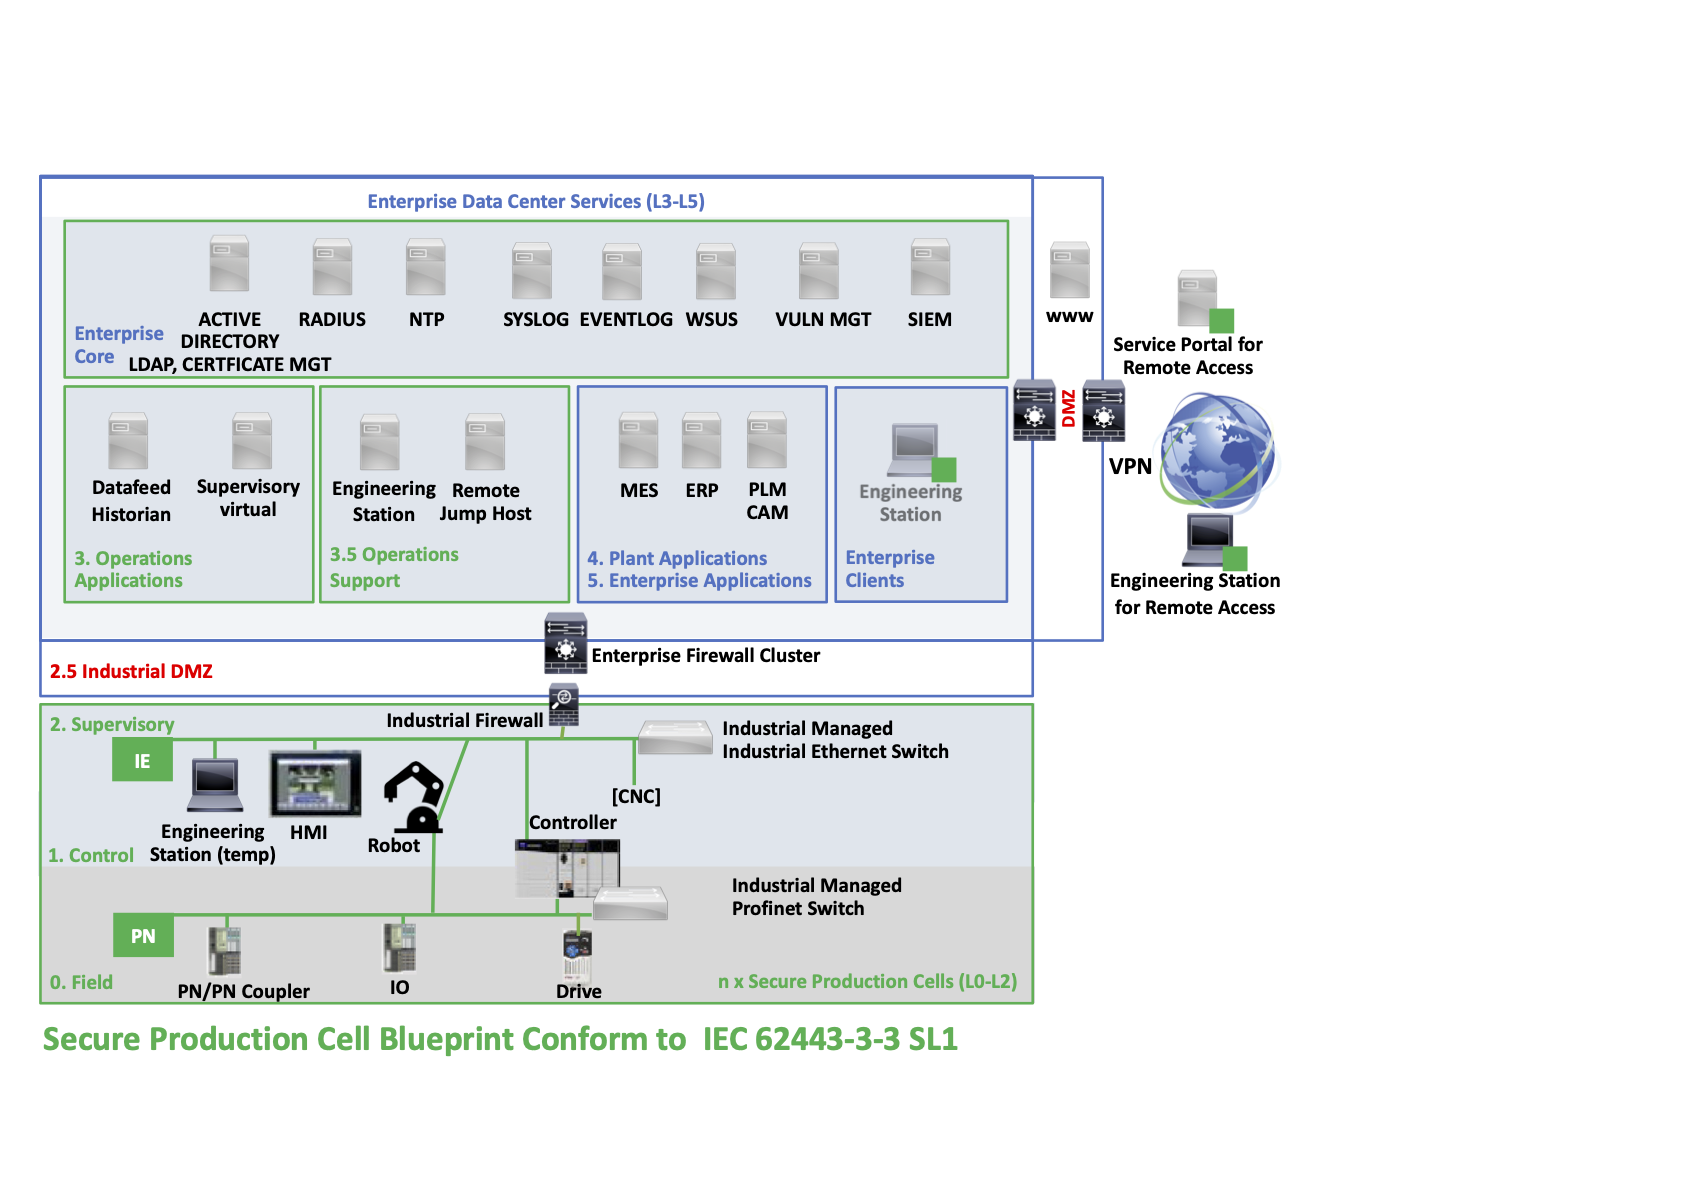 Enterprise Data Center Services (L3-L5)
ACTIVE
DIRECTORY
LDAP, CERTFICATE MGT
RADIUS
NTP
SYSLOG
EVENTLOG
WSUS
VULN MGT
SIEM
Enterprise
Core
www
Service Portal for
Remote Access
DMZ
VPN
Engineering Station
for Remote Access
Datafeed
Historian
Supervisory
virtual
3. Operations
Applications
Engineering
Station
Remote
Jump Host
3.5 Operations
Support
MES
ERP
PLM
CAM
4. Plant Applications
5. Enterprise Applications
Engineering
Station
Enterprise
Clients
Enterprise Firewall Cluster
2.5 Industrial DMZ
Industrial Firewall
2. Supervisory
IE
Industrial Managed
Industrial Ethernet Switch
[CNC]
Engineering
Station (temp)
HMI
Robot
Controller
1. Control
Industrial Managed
Profinet Switch
PN
0. Field
PN/PN Coupler
IO
Drive
n x Secure Production Cells (L0-L2)
Secure Production Cell Blueprint Conform to IEC 62443-3-3 SL1